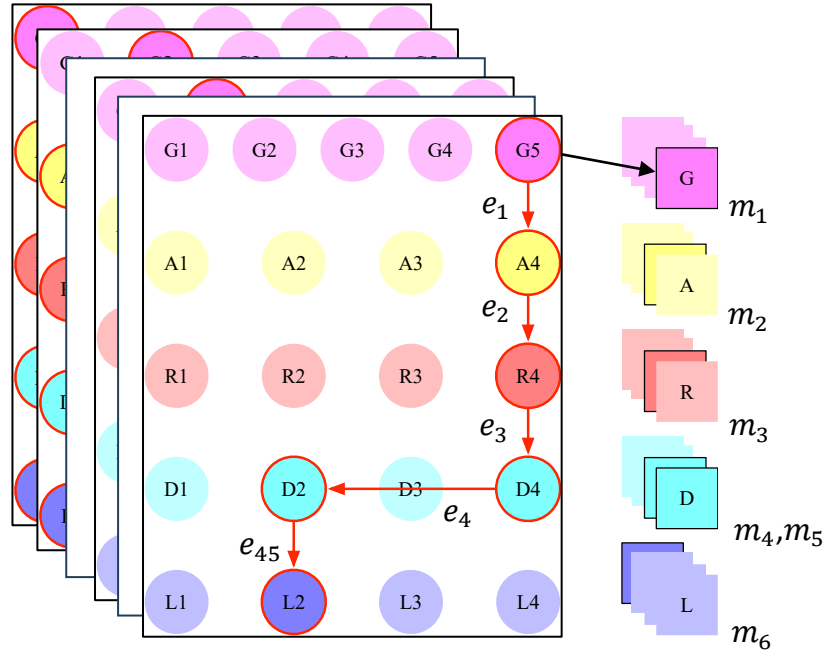 G1 G2 G3 G4 G5
G
m₁
e₁
A1 A2 A3 A4
A
e₂
m₂
R1 R2 R3 R4
R
e₃
m₃
D1 D2 D3 D4
D
e₄
m₄,m₅
e₄₅
L1 L2 L3 L4
L
m₆